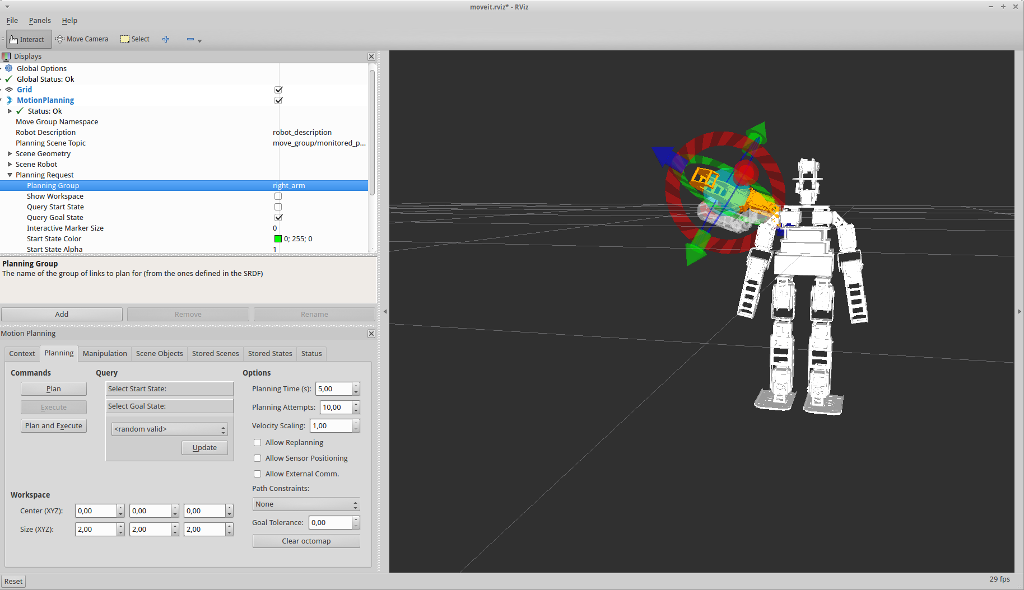 moveit.rviz* - RViz
File Panels Help
Interact Move Camera Select
Displays
Global Options
Global Status: Ok
Grid
MotionPlanning
Status: Ok
Move Group Namespace
Robot Description robot_description
Planning Scene Topic move_group/monitored_p...
Scene Geometry
Scene Robot
Planning Request
Planning Group right_arm
Show Workspace
Query Start State
Query Goal State
Interactive Marker Size 0
Start State Color 0; 255; 0
Start State Alpha 1
Planning Group
The name of the group of links to plan for (from the ones defined in the SRDF)
Add Remove Rename
Motion Planning
Context Planning Manipulation Scene Objects Stored Scenes Stored States Status
Commands Query Options
Plan Select Start State: Planning Time (s): 5,00
Execute Select Goal State: Planning Attempts: 10,00
Plan and Execute <random valid> Velocity Scaling: 1,00
Update Allow Replanning
Allow Sensor Positioning
Allow External Comm.
Path Constraints:
Workspace None
Center (XYZ): 0,00 0,00 0,00
Goal Tolerance: 0,00
Size (XYZ): 2,00 2,00 2,00
Clear octomap
Reset 29 fps